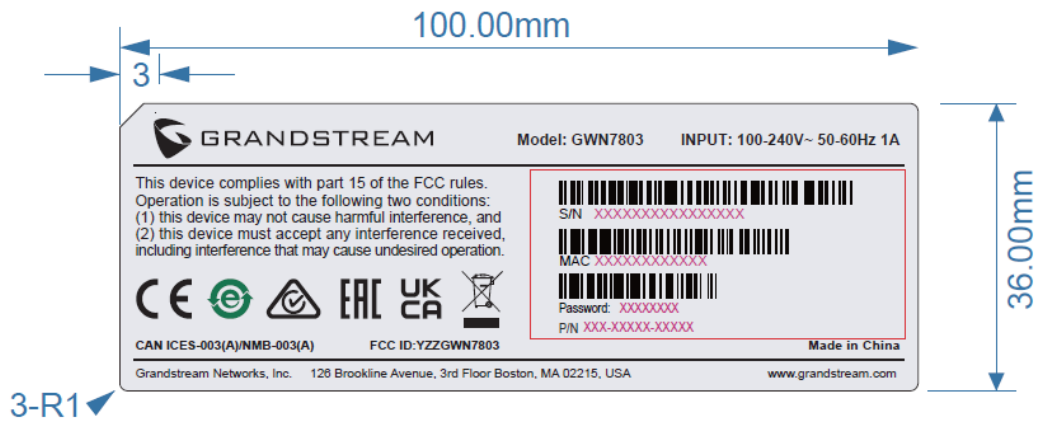 100.00mm
3
GRANDSTREAM
Model: GWN7803
INPUT: 100-240V~ 50-60Hz 1A
This device complies with part 15 of the FCC rules.
Operation is subject to the following two conditions:
(1) this device may not cause harmful interference, and
(2) this device must accept any interference received,
including interference that may cause undesired operation.
S/N XXXXXXXXXXXXXXXX
MAC XXXXXXXXXXXX
Password: XXXXXXXX
P/N XXX-XXXXX-XXXXX
CE
e
EAC
UK
CA
CAN ICES-003(A)/NMB-003(A)
FCC ID:YZZGWN7803
Made in China
Grandstream Networks, Inc. 126 Brookline Avenue, 3rd Floor Boston, MA 02215, USA
www.grandstream.com
36.00mm
3-R1